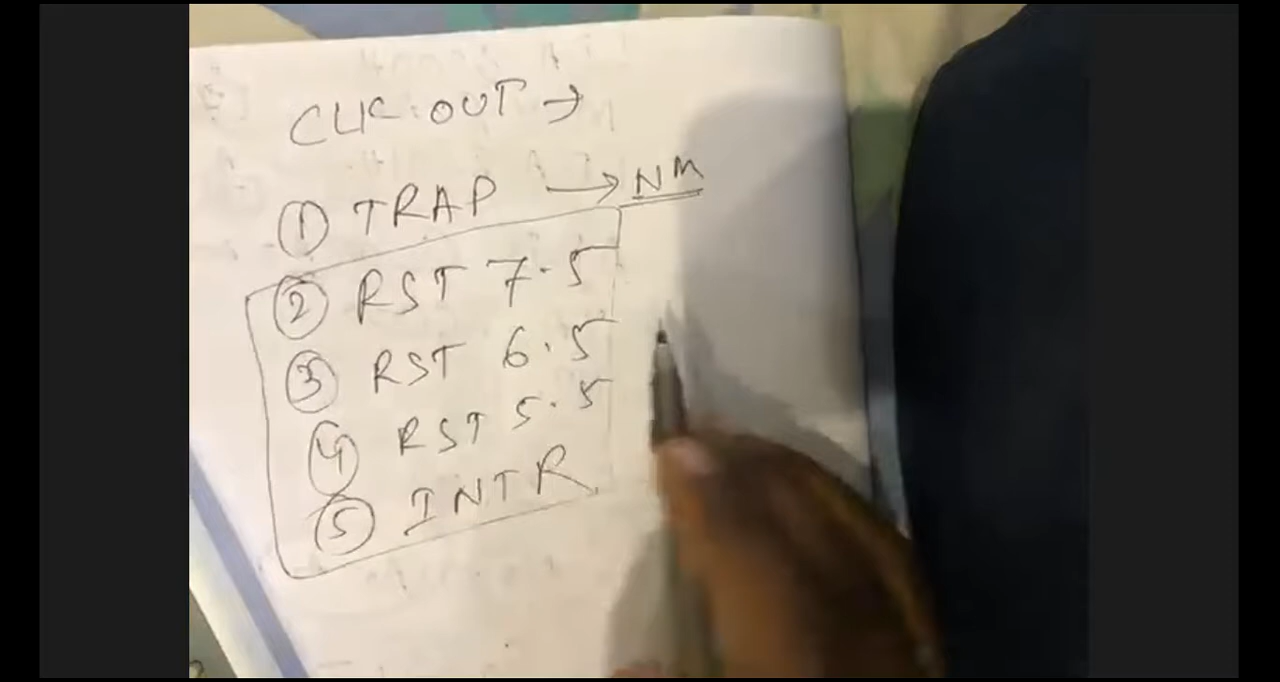 CLK OUT →
① TRAP → NM
② RST 7.5
③ RST 6.5
④ RST 5.5
⑤ INTR